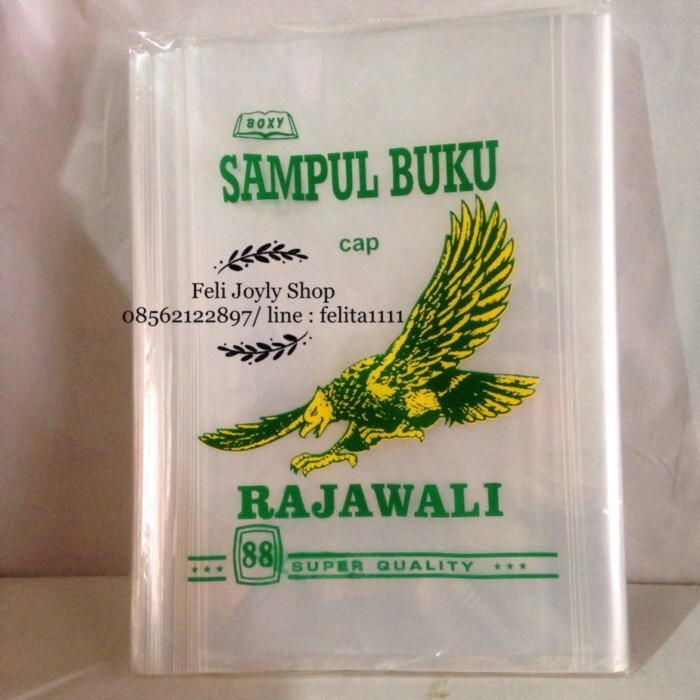 BOXY
SAMPUL BUKU
cap
Feli Joyly Shop
08562122897/ line : felita1111
RAJAWALI
88 SUPER QUALITY